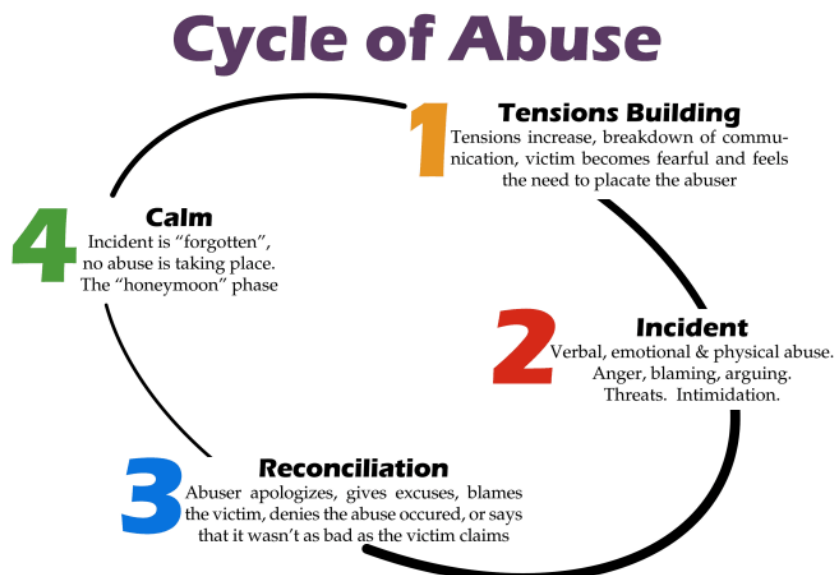 Cycle of Abuse
1
Tensions Building
Tensions increase, breakdown of commu-
nication, victim becomes fearful and feels
the need to placate the abuser
2
Incident
Verbal, emotional & physical abuse.
Anger, blaming, arguing.
Threats. Intimidation.
3
Reconciliation
Abuser apologizes, gives excuses, blames
the victim, denies the abuse occured, or says
that it wasn't as bad as the victim claims
4
Calm
Incident is “forgotten”,
no abuse is taking place.
The “honeymoon” phase